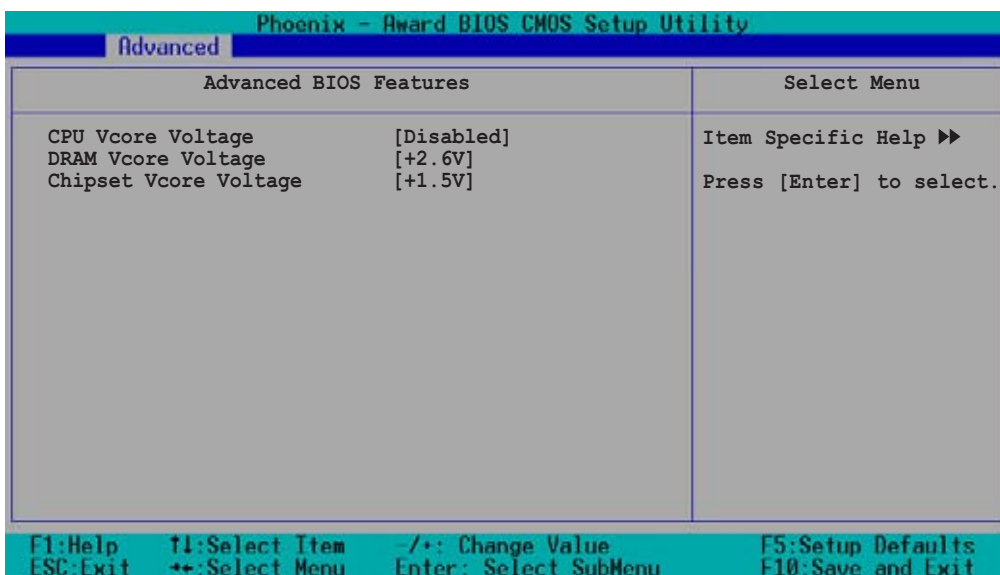 Phoenix - Award BIOS CMOS Setup Utility
Advanced
Advanced BIOS Features
Select Menu
CPU Vcore Voltage [Disabled]
DRAM Vcore Voltage [+2.6V]
Chipset Vcore Voltage [+1.5V]
Item Specific Help ▶▶
Press [Enter] to select.
F1:Help ↑↓:Select Item -/+: Change Value F5:Setup Defaults
ESC:Exit →←:Select Menu Enter: Select SubMenu F10:Save and Exit